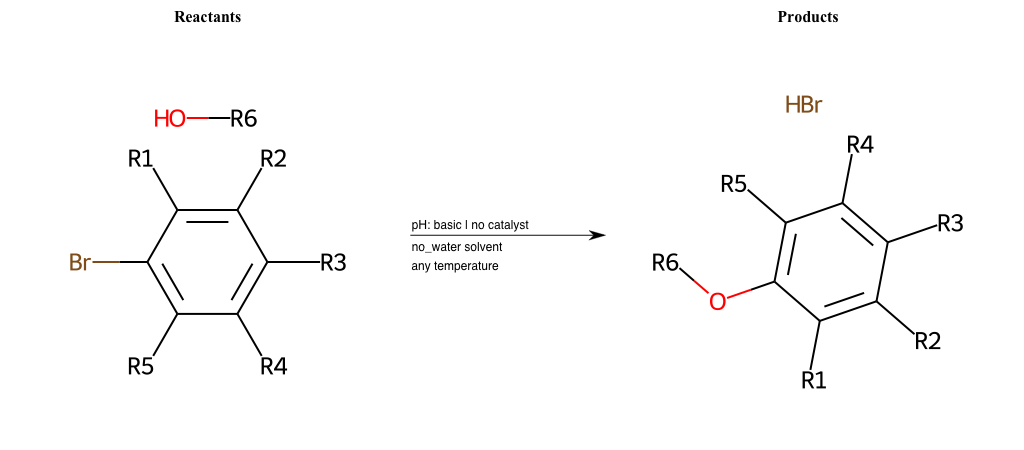 Reactants
Products
HO R6
R1 R2
Br R3
R5 R4
pH: basic | no catalyst
no_water solvent
any temperature
HBr
R4
R5
R3
R6
O
R2
R1